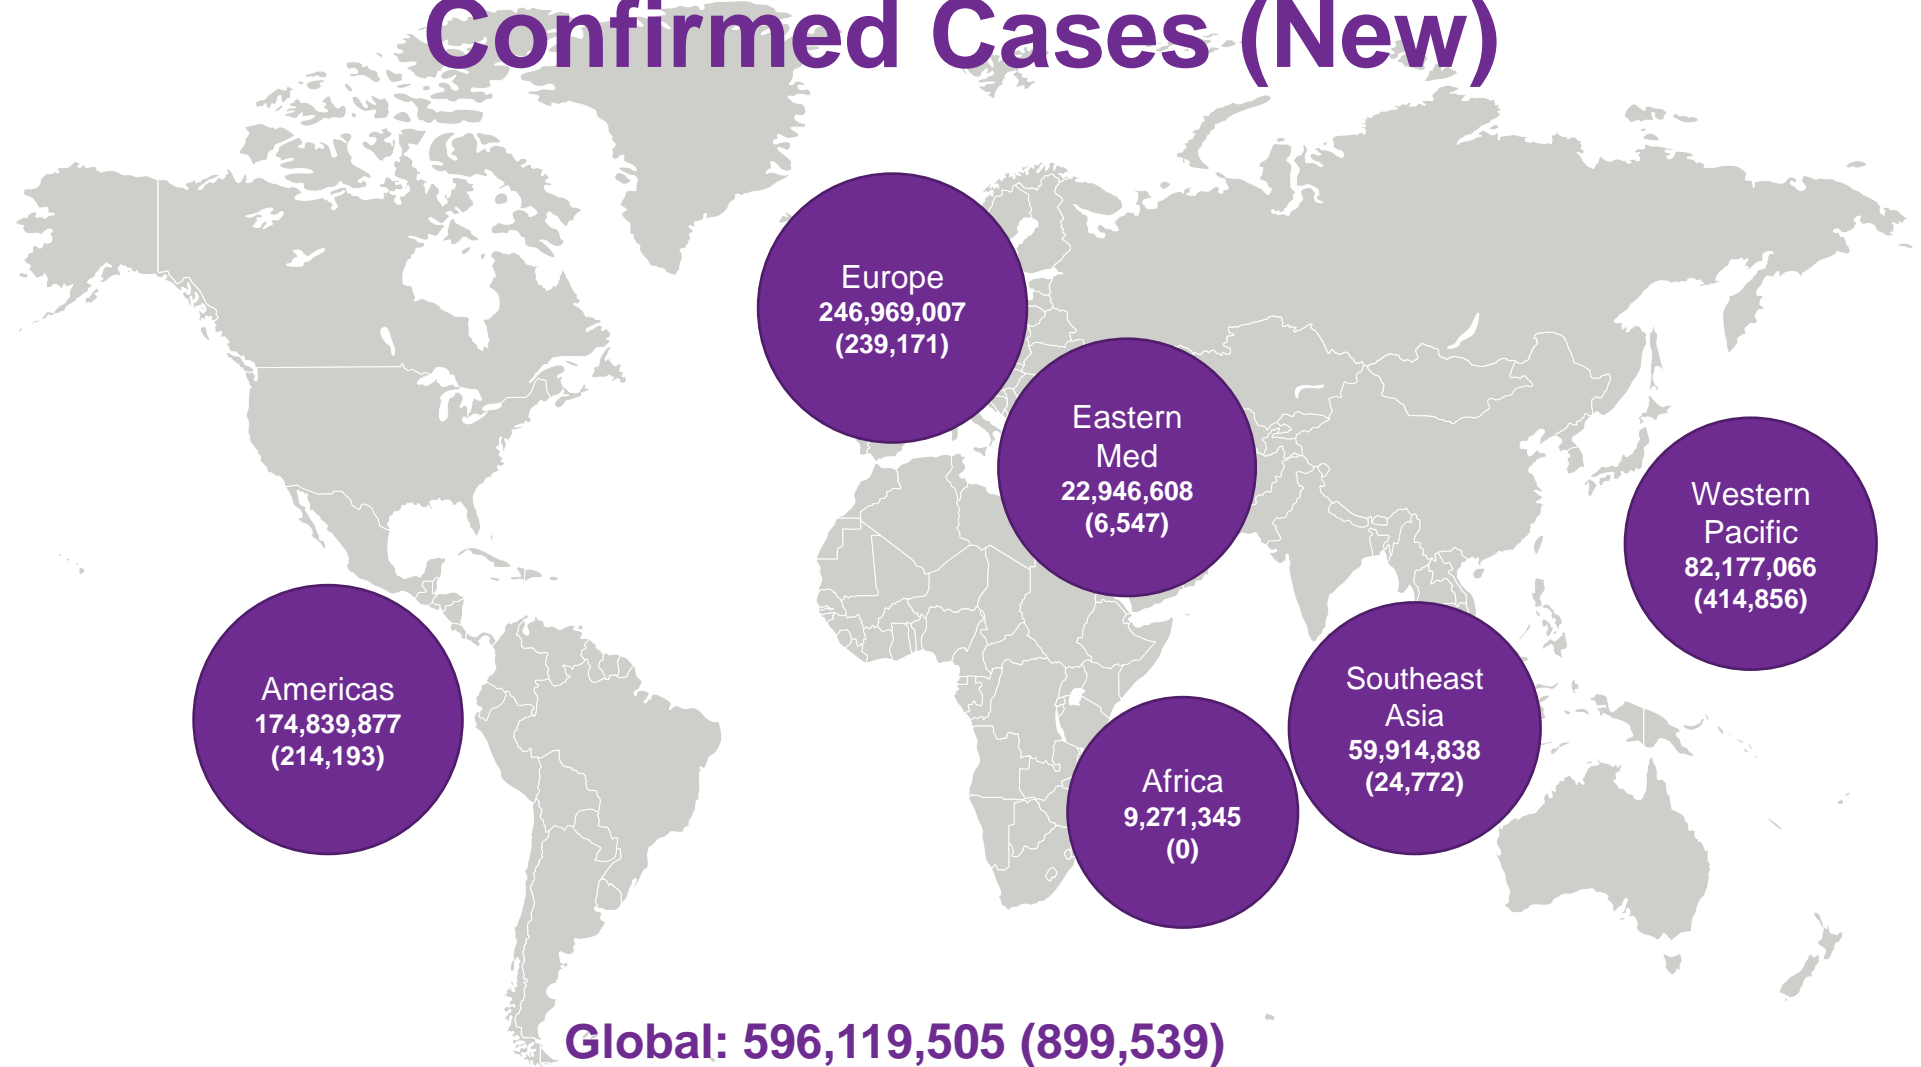 Confirmed Cases (New)
Europe
246,969,007
(239,171)
Eastern
Med
22,946,608
(6,547)
Western
Pacific
82,177,066
(414,856)
Americas
174,839,877
(214,193)
Southeast
Asia
59,914,838
(24,772)
Africa
9,271,345
(0)
Global: 596,119,505 (899,539)